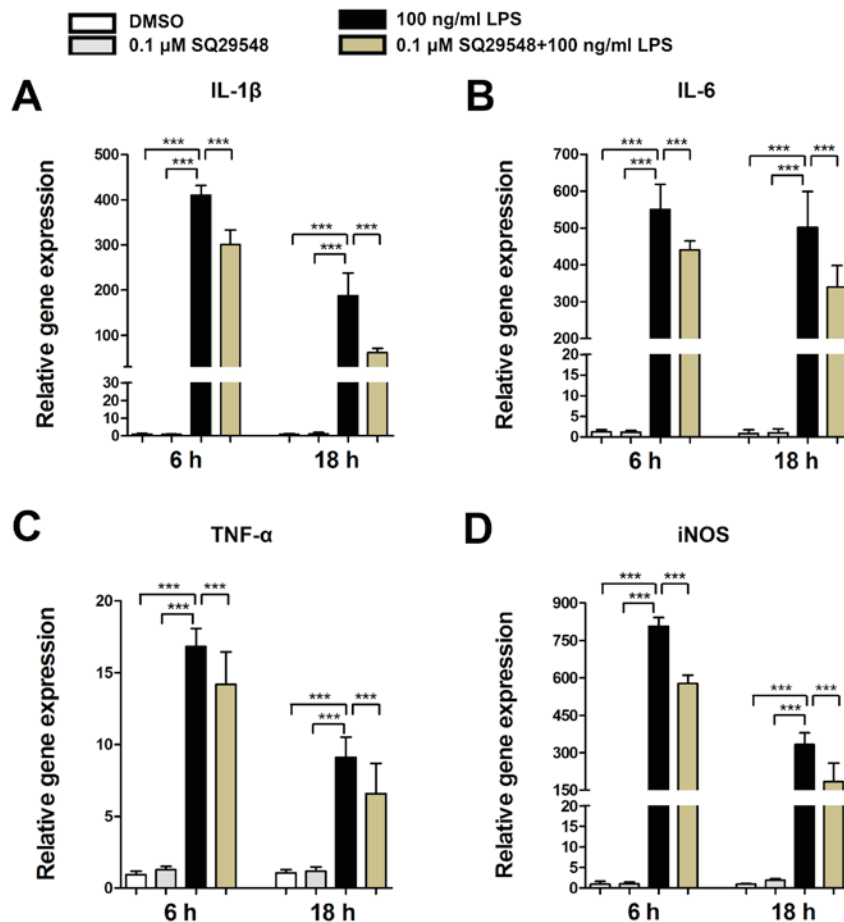 DMSO
100 ng/ml LPS
0.1 µM SQ29548
0.1 µM SQ29548+100 ng/ml LPS
A
IL-1β
Relative gene expression
500
400
300
200
100
30
20
10
0
***
***
***
***
***
***
6 h
18 h
B
IL-6
Relative gene expression
700
600
500
400
300
200
20
15
10
5
0
***
***
***
***
***
***
6 h
18 h
C
TNF-α
Relative gene expression
20
15
10
5
0
***
***
***
***
***
***
6 h
18 h
D
iNOS
Relative gene expression
900
750
600
450
300
150
20
15
10
5
0
***
***
***
***
***
***
6 h
18 h